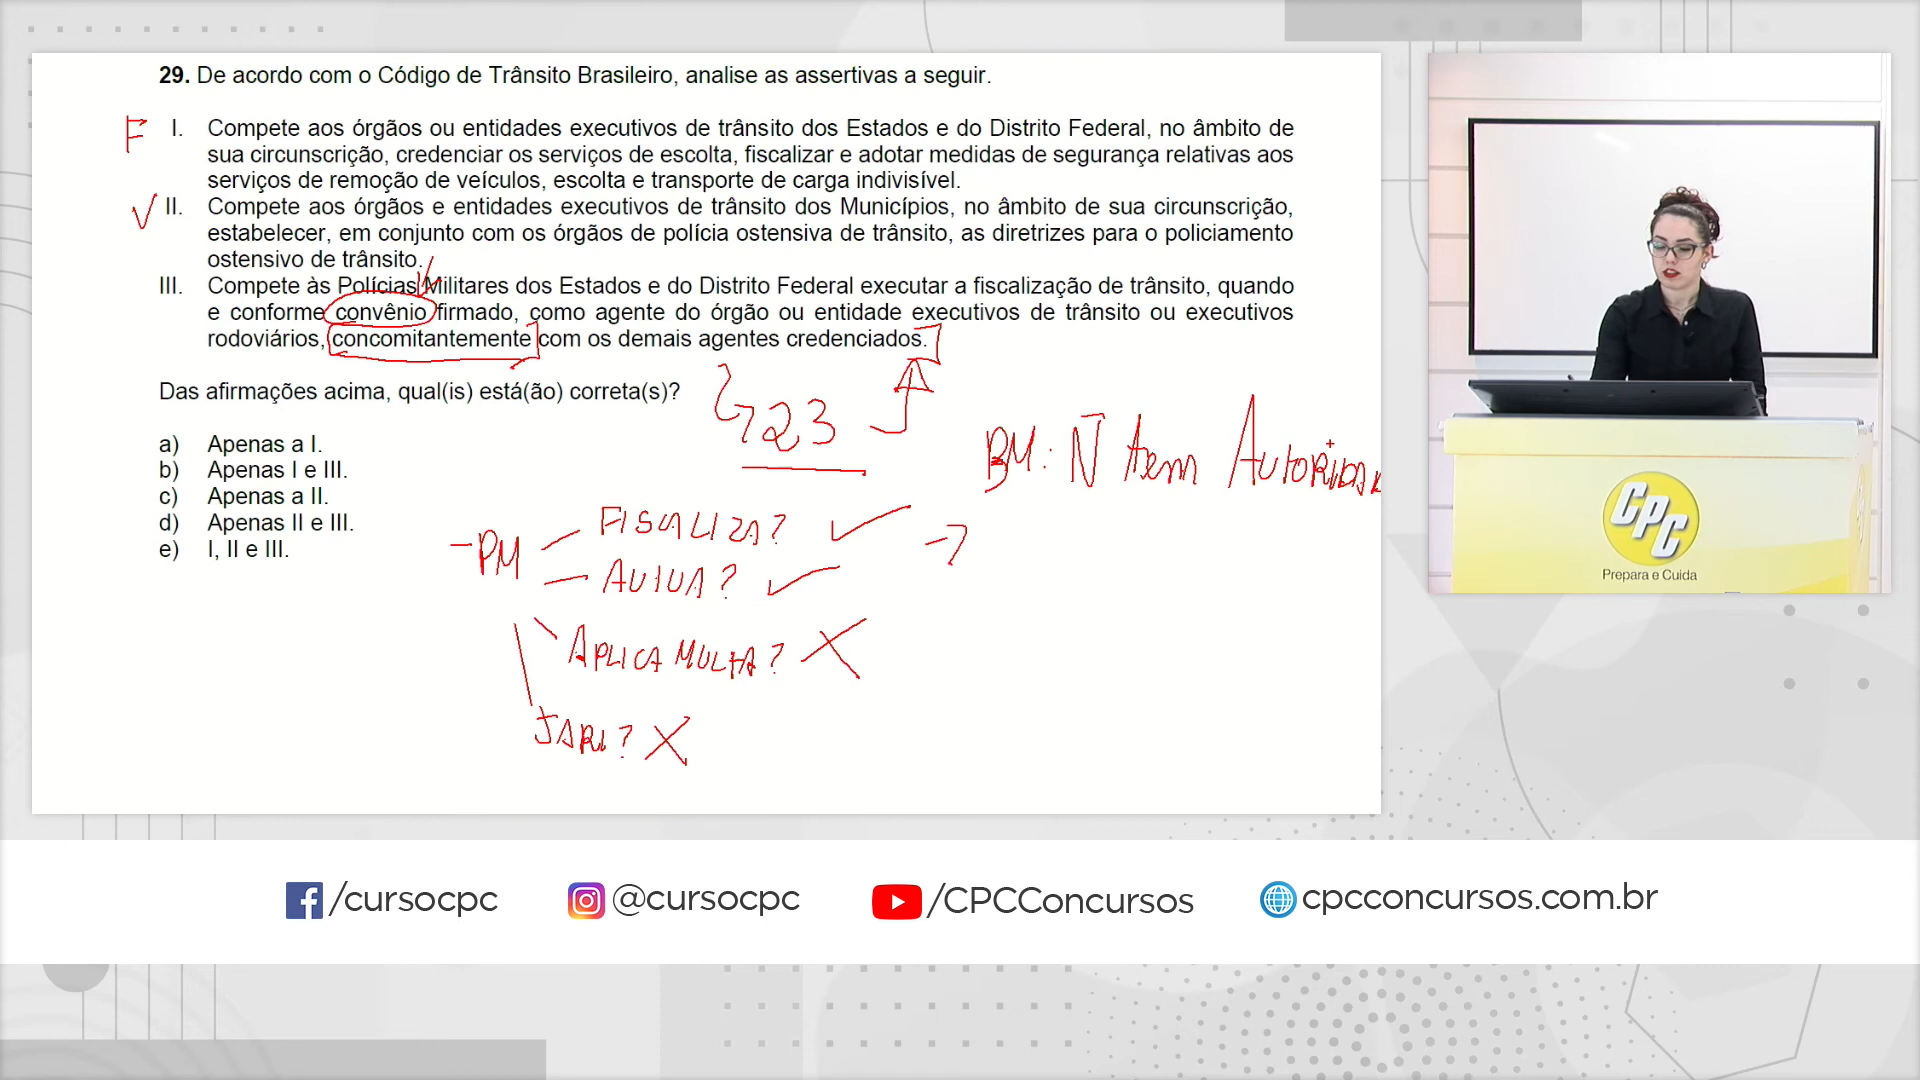 29. De acordo com o Código de Trânsito Brasileiro, analise as assertivas a seguir.
F I. Compete aos órgãos ou entidades executivos de trânsito dos Estados e do Distrito Federal, no âmbito de
sua circunscrição, credenciar os serviços de escolta, fiscalizar e adotar medidas de segurança relativas aos
serviços de remoção de veículos, escolta e transporte de carga indivisível.
V II. Compete aos órgãos e entidades executivos de trânsito dos Municípios, no âmbito de sua circunscrição,
estabelecer, em conjunto com os órgãos de polícia ostensiva de trânsito, as diretrizes para o policiamento
ostensivo de trânsito.
III. Compete às Polícias Militares dos Estados e do Distrito Federal executar a fiscalização de trânsito, quando
e conforme convênio firmado, como agente do órgão ou entidade executivos de trânsito ou executivos
rodoviários, concomitantemente com os demais agentes credenciados.
Das afirmações acima, qual(is) está(ão) correta(s)?
23
a) Apenas a I.
b) Apenas I e III.
c) Apenas a II.
d) Apenas II e III.
e) I, II e III.
BM: Ñ tem
- PM
FISCALIZA?
AUTUA?
APLICA MULTA?
JARI?
CPC
Prepara e Cuida
/cursocpc
@cursocpc
/CPCConcursos
cpcconcursos.com.br